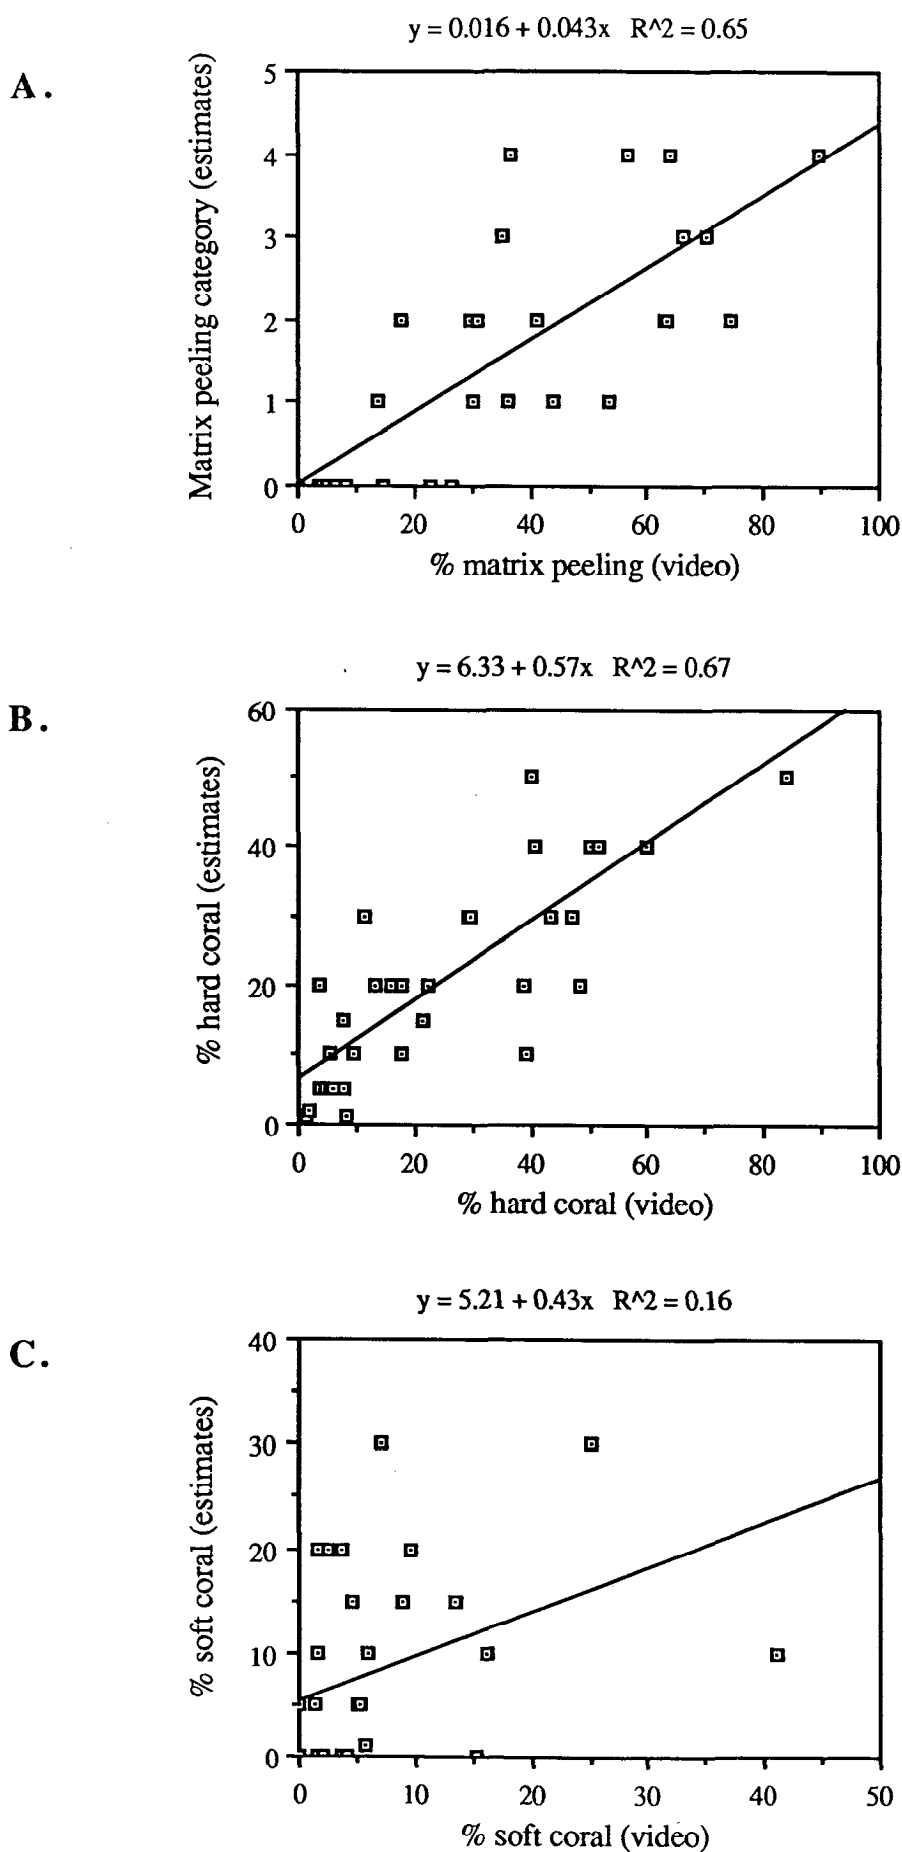 y = 0.016 + 0.043x R^2 = 0.65
A.
Matrix peeling category (estimates)
5
4
3
2
1
0
0 20 40 60 80 100
% matrix peeling (video)
y = 6.33 + 0.57x R^2 = 0.67
B.
% hard coral (estimates)
60
40
20
0
0 20 40 60 80 100
% hard coral (video)
y = 5.21 + 0.43x R^2 = 0.16
C.
% soft coral (estimates)
40
30
20
10
0
0 10 20 30 40 50
% soft coral (video)